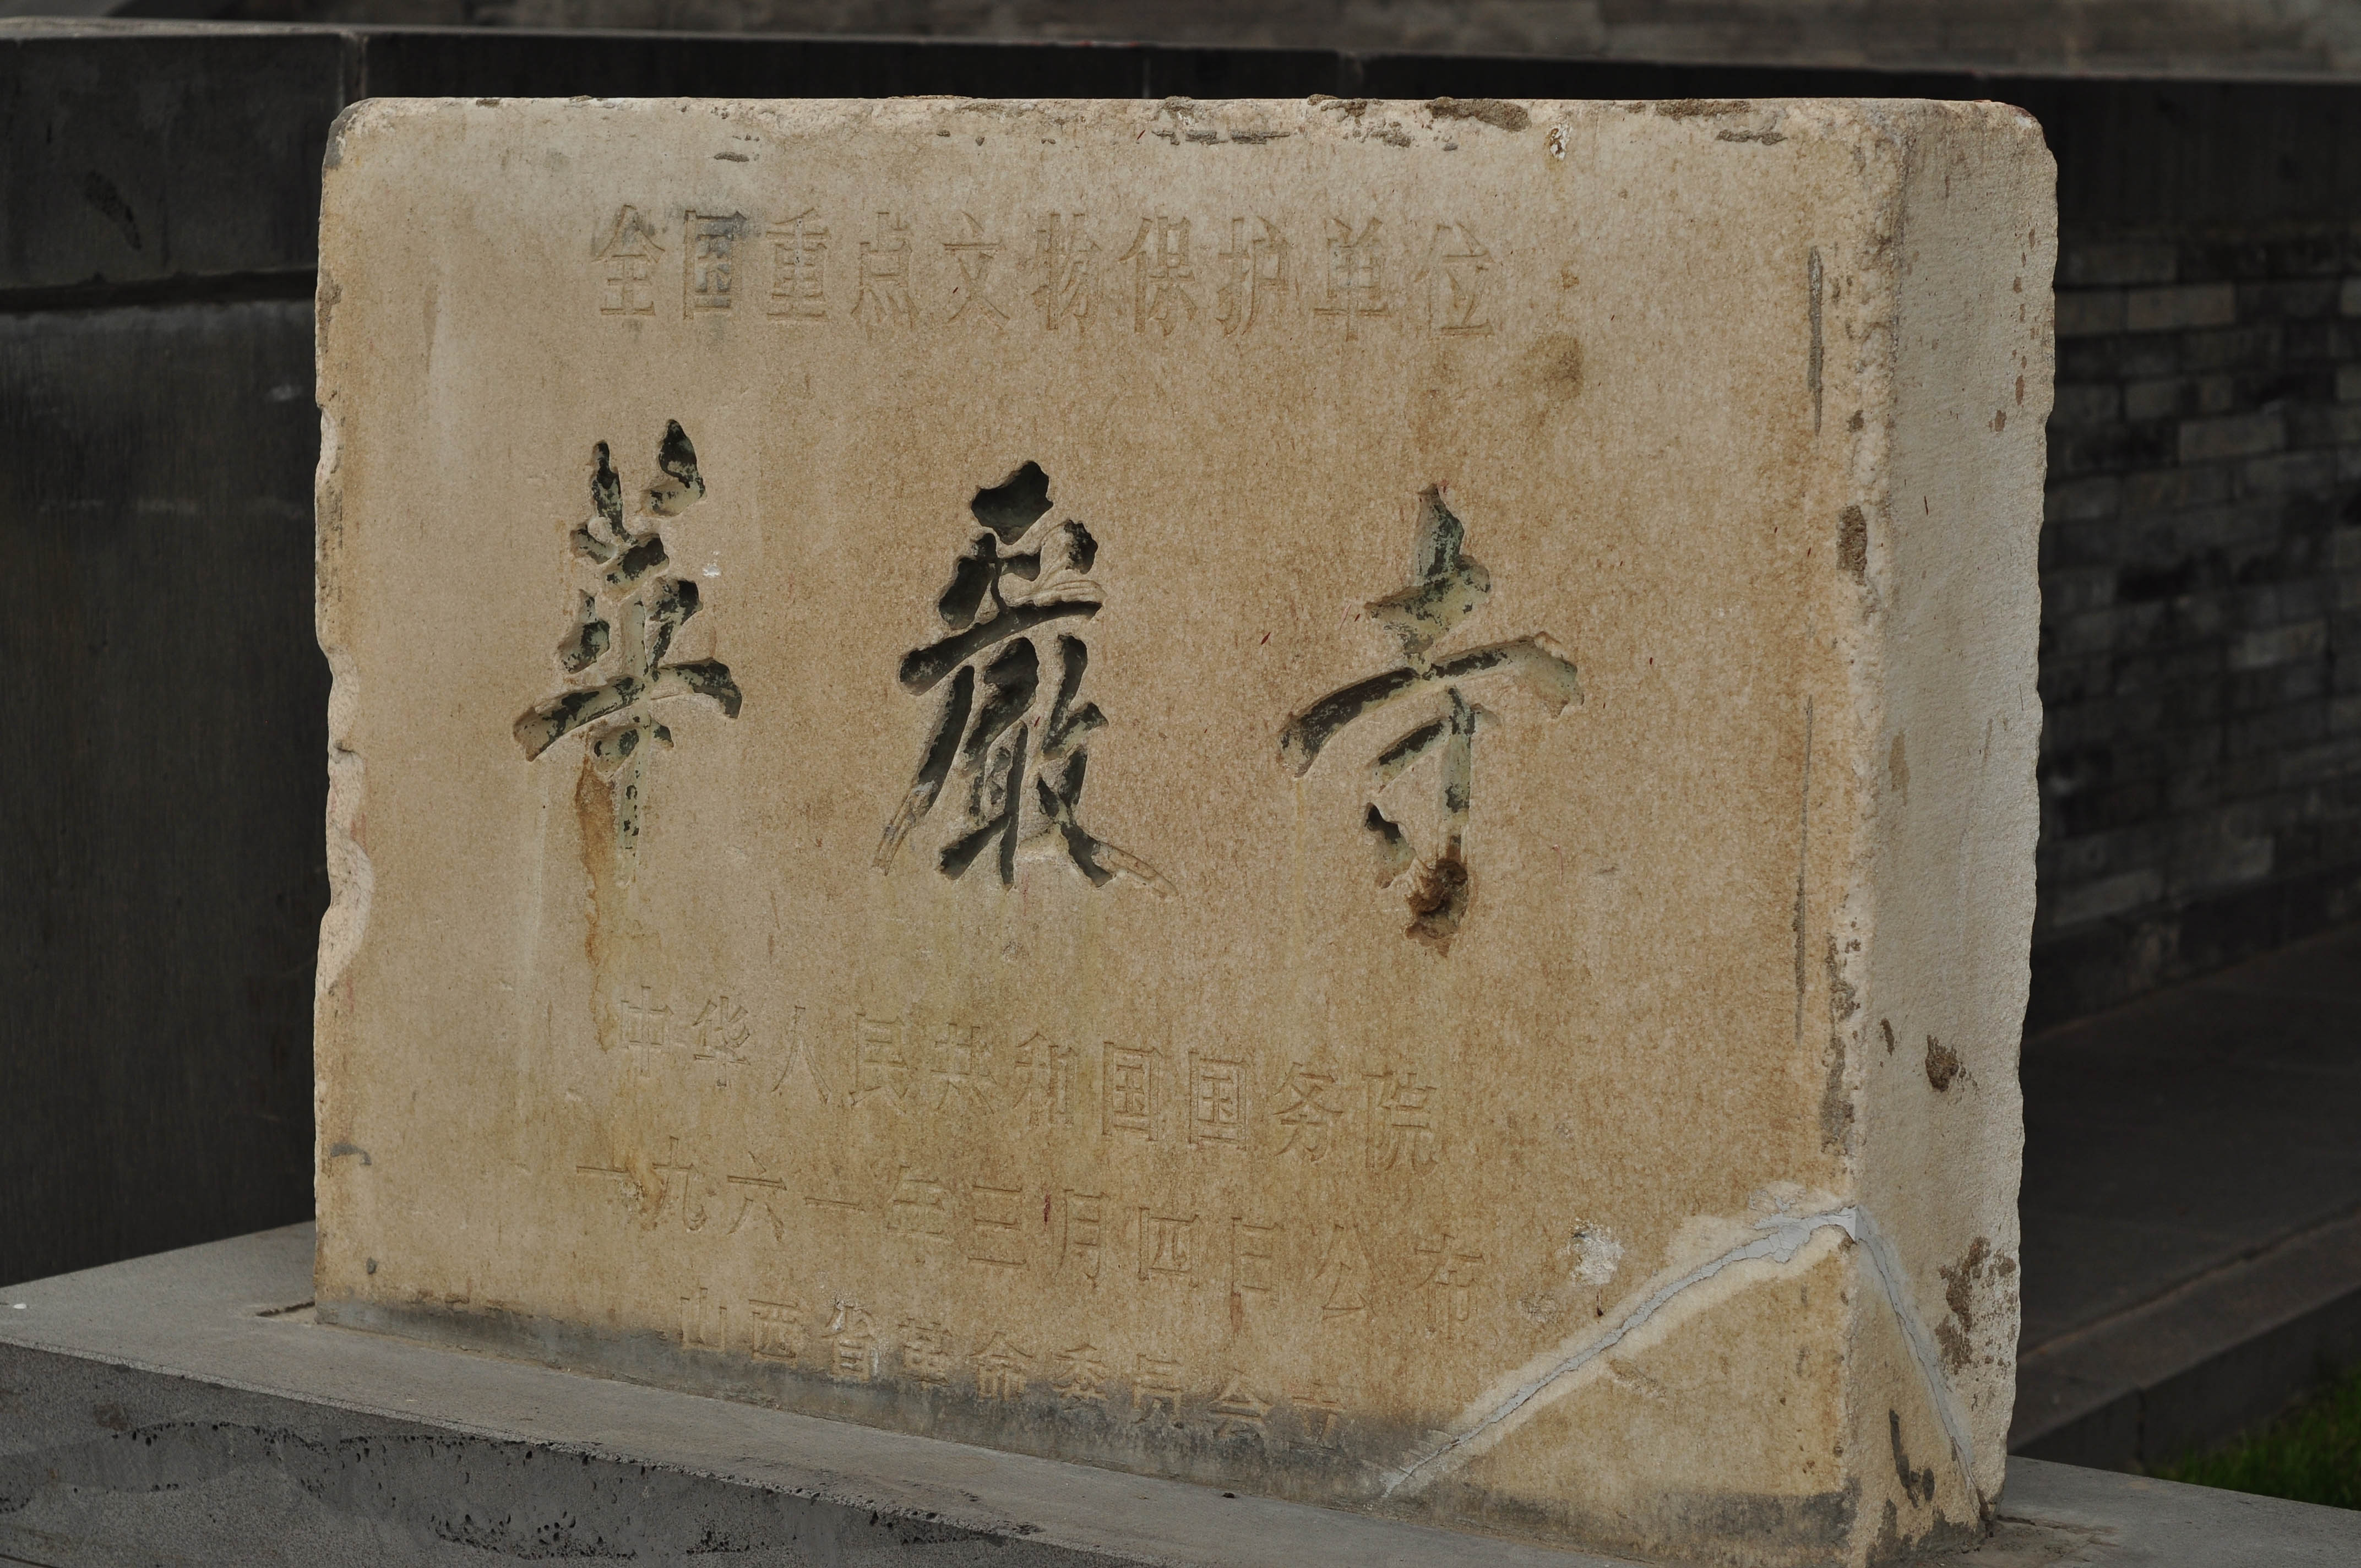 全国重点文物保护单位
華嚴寺
中华人民共和国国务院
一九六一年三月四日公布
山西省革命委员会立